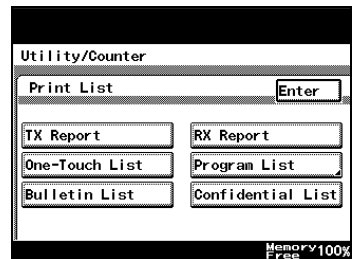 Utility/Counter
Print List
Enter
TX Report
RX Report
One-Touch List
Program List
Bulletin List
Confidential List
Memory Free 100%